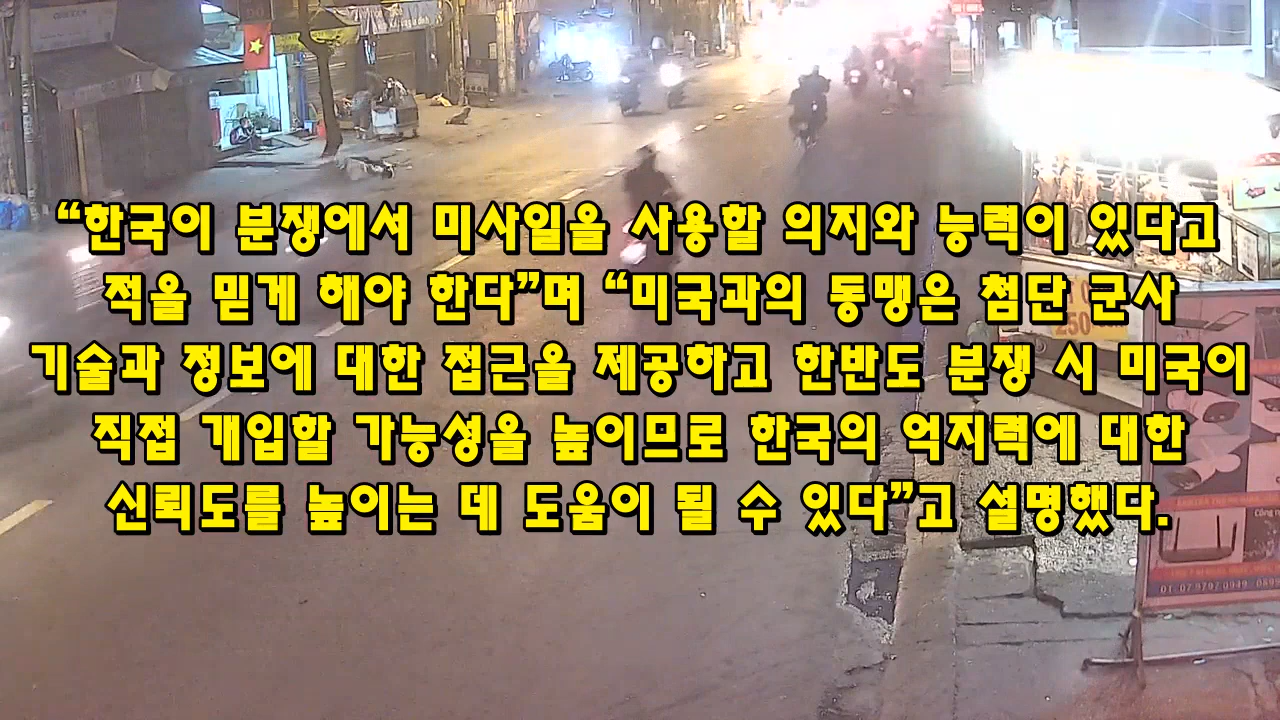 “한국이 분쟁에서 미사일을 사용할 의지와 능력이 있다고
적을 믿게 해야 한다”며 “미국과의 동맹은 첨단 군사
기술과 정보에 대한 접근을 제공하고 한반도 분쟁 시 미국이
직접 개입할 가능성을 높이므로 한국의 억지력에 대한
신뢰도를 높이는 데 도움이 될 수 있다”고 설명했다.
250